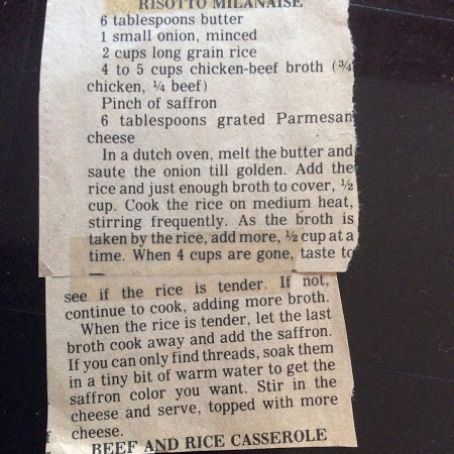 RISOTTO MILANAISE
6 tablespoons butter
1 small onion, minced
2 cups long grain rice
4 to 5 cups chicken-beef broth (¾
chicken, ¼ beef)
Pinch of saffron
6 tablespoons grated Parmesan
cheese
In a dutch oven, melt the butter and
saute the onion till golden. Add the
rice and just enough broth to cover, ½
cup. Cook the rice on medium heat,
stirring frequently. As the broth is
taken by the rice, add more, ½ cup at a
time. When 4 cups are gone, taste to
see if the rice is tender. If not,
continue to cook, adding more broth.
When the rice is tender, let the last
broth cook away and add the saffron.
If you can only find threads, soak them
in a tiny bit of warm water to get the
saffron color you want. Stir in the
cheese and serve, topped with more
cheese.
BEEF AND RICE CASSEROLE